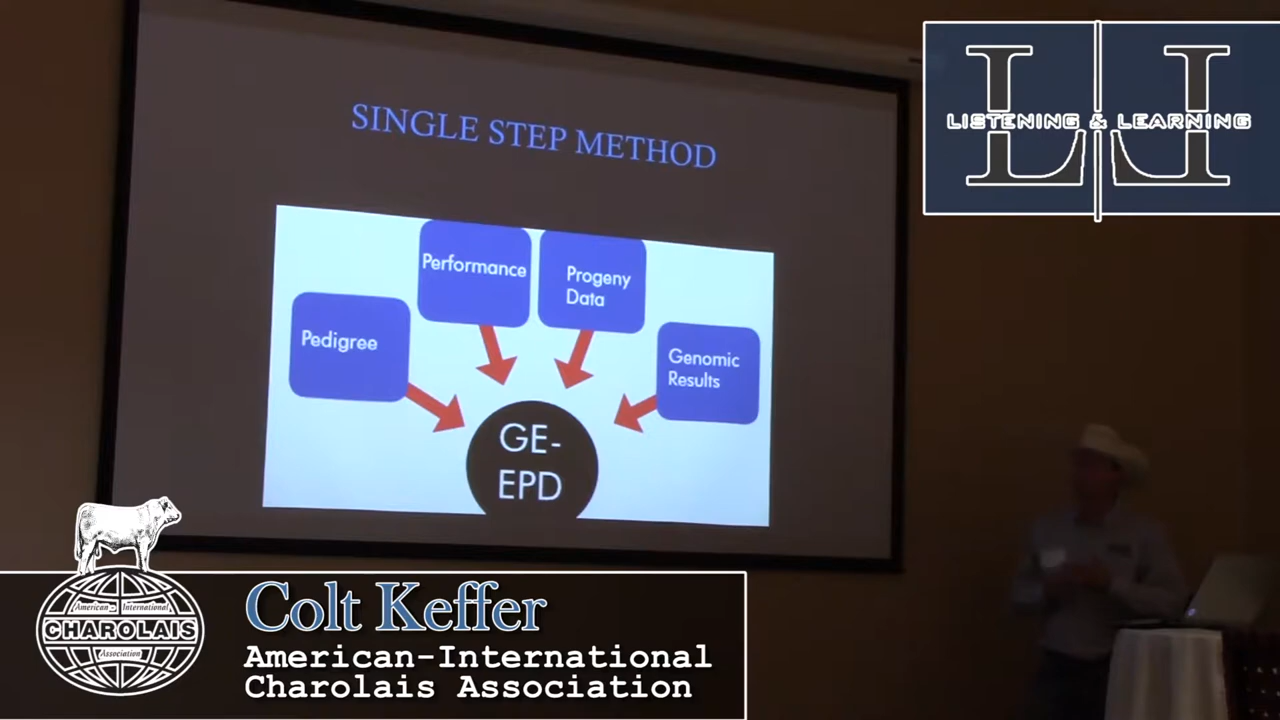 SINGLE STEP METHOD
Pedigree
Performance
Progeny
Data
Genomic
Results
GE-
EPD
LL
LISTENING & LEARNING
American - International
CHAROLAIS
Association
Colt Keffer
American-International
Charolais Association